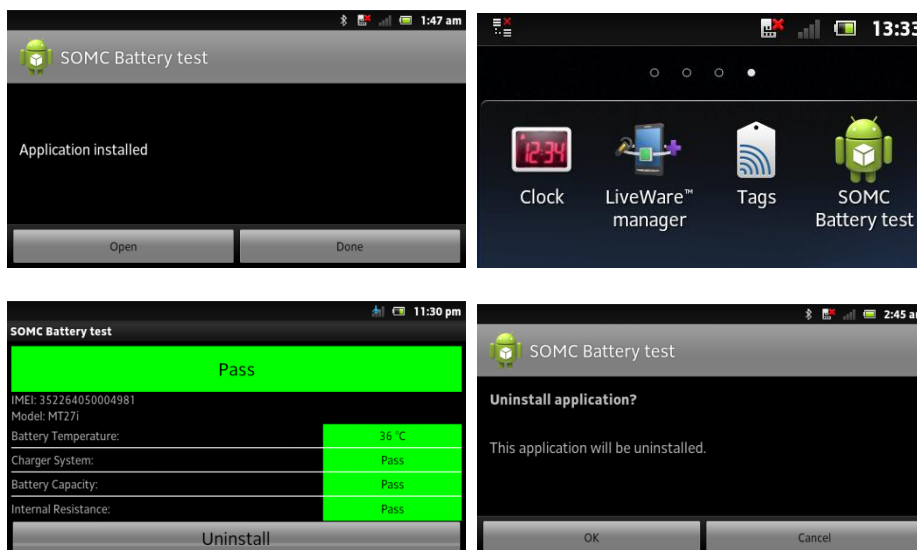 1:47 am
SOMC Battery test
Application installed
Open
Done
13:33
12:34
Clock
LiveWare™
manager
Tags
SOMC
Battery test
11:30 pm
SOMC Battery test
Pass
IMEI: 352264050004981
Model: MT27i
Battery Temperature:
36 °C
Charger System:
Pass
Battery Capacity:
Pass
Internal Resistance:
Pass
Uninstall
2:45 am
SOMC Battery test
Uninstall application?
This application will be uninstalled.
OK
Cancel